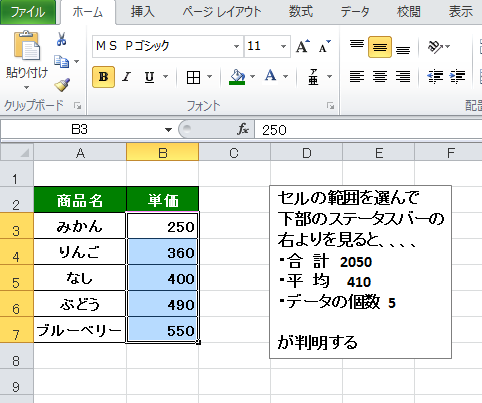 ファイル ホーム 挿入 ページ レイアウト 数式 データ 校閲 表示
ＭＳ Ｐゴシック 11 A A
貼り付け
B I U A ア亜
クリップボード フォント 配置
B3 fx 250
A B C D E F
1
2 商品名 単価
3 みかん 250
4 りんご 360
5 なし 400
6 ぶどう 490
7 ブルーベリー 550
8
9
セルの範囲を選んで
下部のステータスバーの
右よりを見ると、、、、
・合 計 2050
・平 均 410
・データの個数 5
が判明する